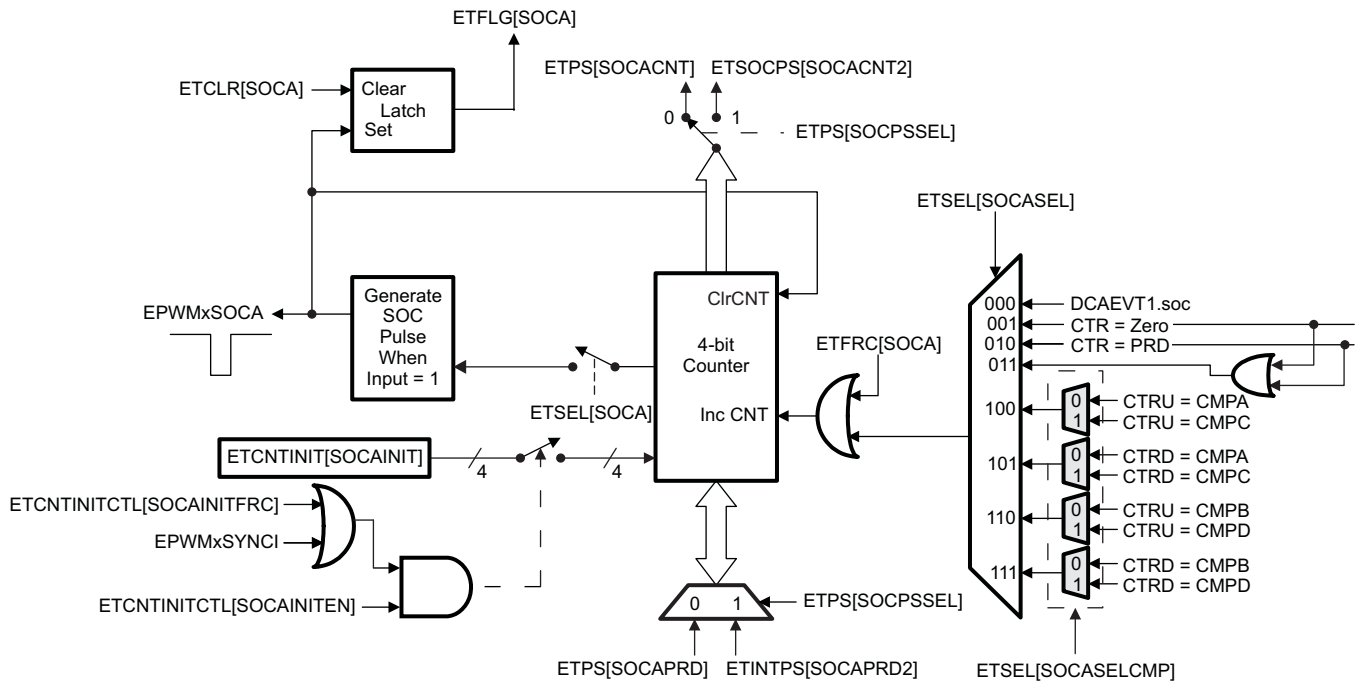 ETFLG[SOCA]
ETPS[SOCACNT]
ETSOCPS[SOCACNT2]
ETCLR[SOCA]
Clear
Latch
Set
0
1
ETPS[SOCPSSEL]
ETSEL[SOCASEL]
EPWMxSOCA
Generate
SOC
Pulse
When
Input = 1
ClrCNT
4-bit
Counter
Inc CNT
ETSEL[SOCA]
ETFRC[SOCA]
000
DCAEVT1.soc
001
CTR = Zero
010
CTR = PRD
011
100
0
CTRU = CMPA
1
CTRU = CMPC
101
0
CTRD = CMPA
1
CTRD = CMPC
110
0
CTRU = CMPB
1
CTRU = CMPD
111
0
CTRD = CMPB
1
CTRD = CMPD
ETSEL[SOCASELCMP]
ETCNTINIT[SOCAINIT]
4
4
ETCNTINITCTL[SOCAINITFRC]
EPWMxSYNCI
ETCNTINITCTL[SOCAINITEN]
0 1
ETPS[SOCPSSEL]
ETPS[SOCAPRD]
ETINTPS[SOCAPRD2]